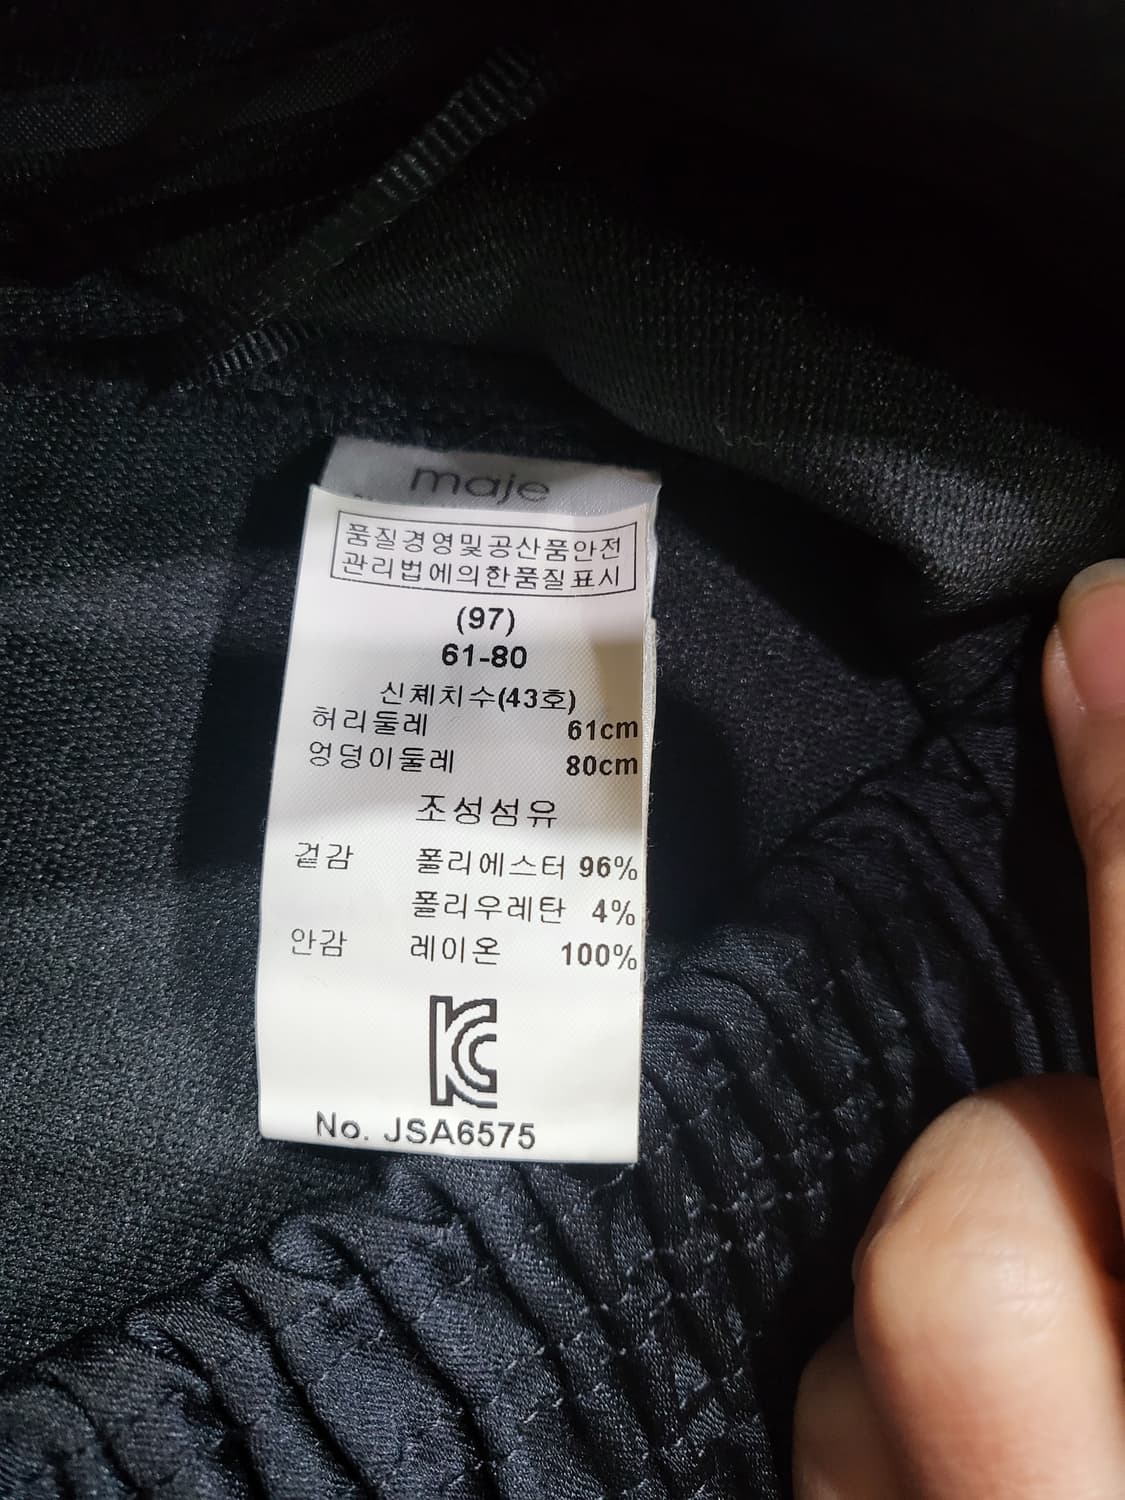 maje
품질경영및공산품안전
관리법에의한품질표시
(97)
61-80
신체치수(43호)
허리둘레 61cm
엉덩이둘레 80cm
조성섬유
겉감 폴리에스터 96%
폴리우레탄 4%
안감 레이온 100%
KC
No. JSA6575